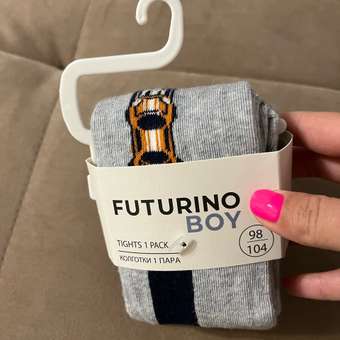 FUTURINO
BOY
TIGHTS 1 PACK
КОЛГОТКИ 1 ПАРА
98
104